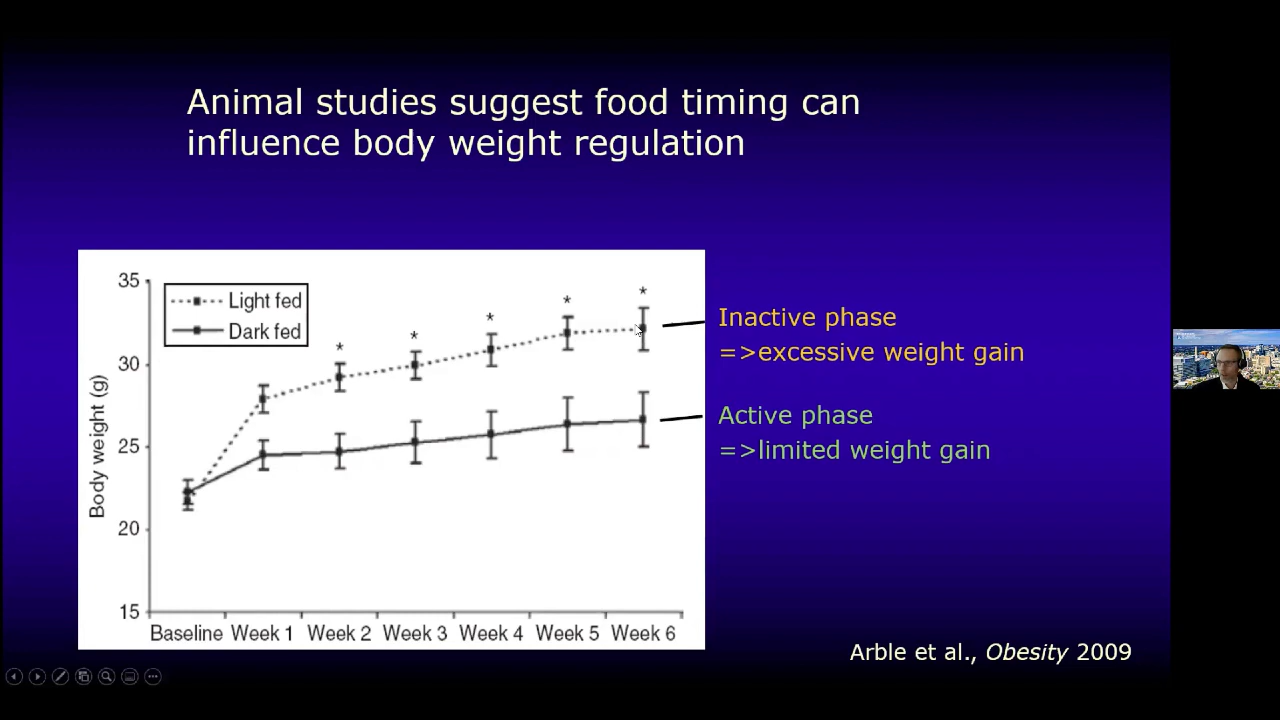 Animal studies suggest food timing can
influence body weight regulation
35
30
25
20
15
Body weight (g)
Light fed
Dark fed
*
*
*
*
*
Baseline Week 1 Week 2 Week 3 Week 4 Week 5 Week 6
Inactive phase
=>excessive weight gain
Active phase
=>limited weight gain
Arble et al., Obesity 2009